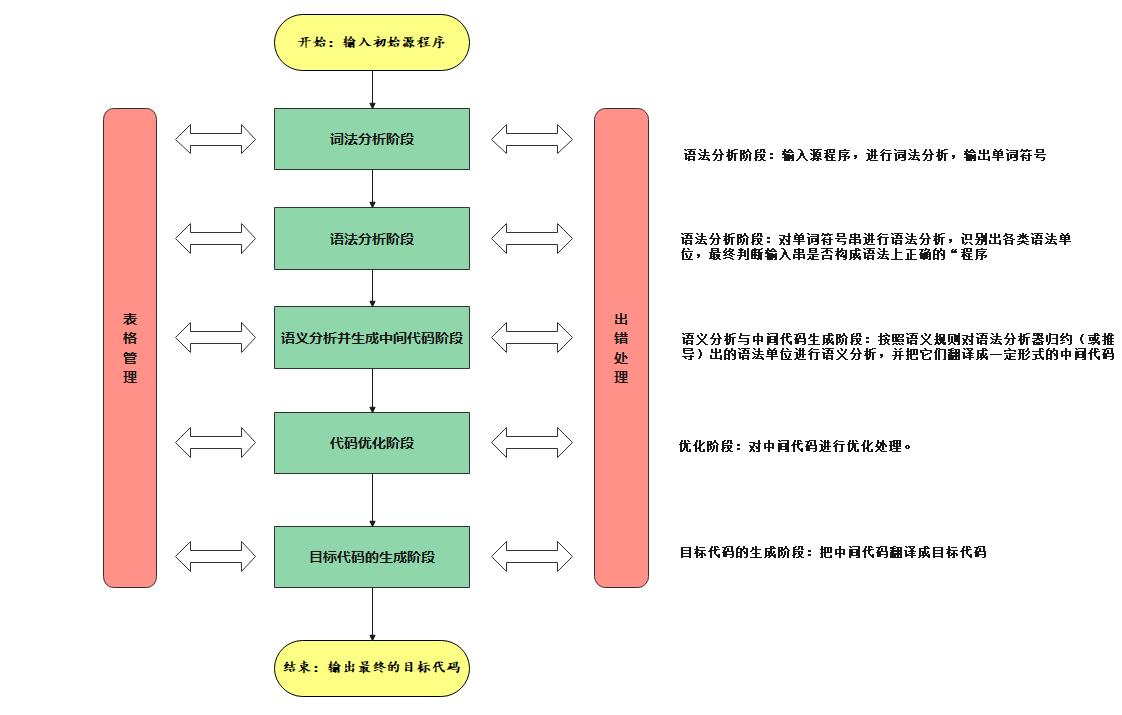 开始：输入初始源程序
词法分析阶段
语法分析阶段：输入源程序，进行词法分析，输出单词符号
语法分析阶段
语法分析阶段：对单词符号串进行语法分析，识别出各类语法单
位，最终判断输入串是否构成语法上正确的“程序
表
格
管
理
语义分析并生成中间代码阶段
出
错
处
理
语义分析与中间代码生成阶段：按照语义规则对语法分析器归约（或推
导）出的语法单位进行语义分析，并把它们翻译成一定形式的中间代码
代码优化阶段
优化阶段：对中间代码进行优化处理。
目标代码的生成阶段
目标代码的生成阶段：把中间代码翻译成目标代码
结束：输出最终的目标代码